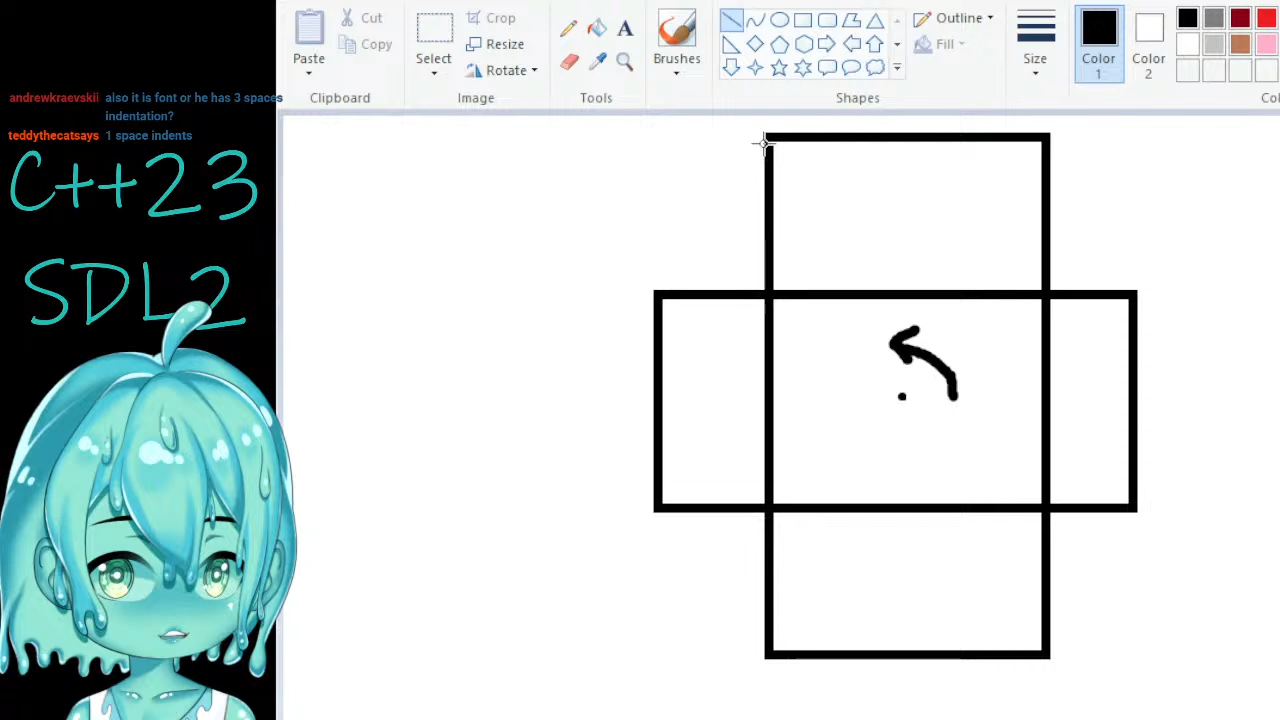 Cut
Copy
Paste
Clipboard
Select
Crop
Resize
Rotate
Image
A
Tools
Brushes
Shapes
Outline
Fill
Size
Color
1
Color
2
andrewkraevskii also it is font or he has 3 spaces
indentation?
teddythecatsays 1 space indents
C++23
SDL2